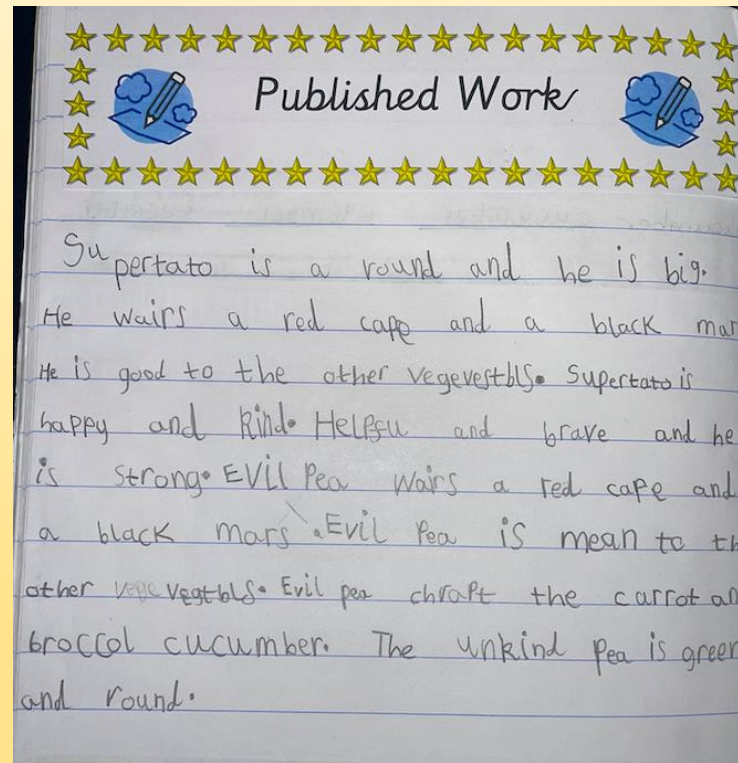 Published Work
Supertato is a round and he is big.
He wairs a red cape and a black mar
He is good to the other vegevestbls. Supertato is
happy and kind. Helpfu and brave and he
is strong. Evil Pea wairs a red cape and
a black mars. Evil Pea is mean to th
other vegevegtbls. Evil pea chrapt the carrot an
broccol cucumber. The unkind Pea is green
and round.